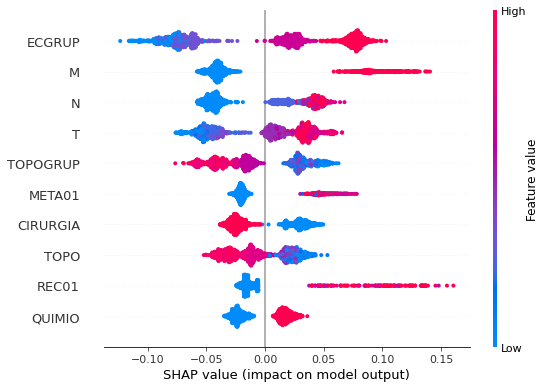 High
ECGRUP
M
N
T
TOPOGRUP
META01
CIRURGIA
TOPO
REC01
QUIMIO
Feature value
Low
−0.10 −0.05 0.00 0.05 0.10 0.15
SHAP value (impact on model output)